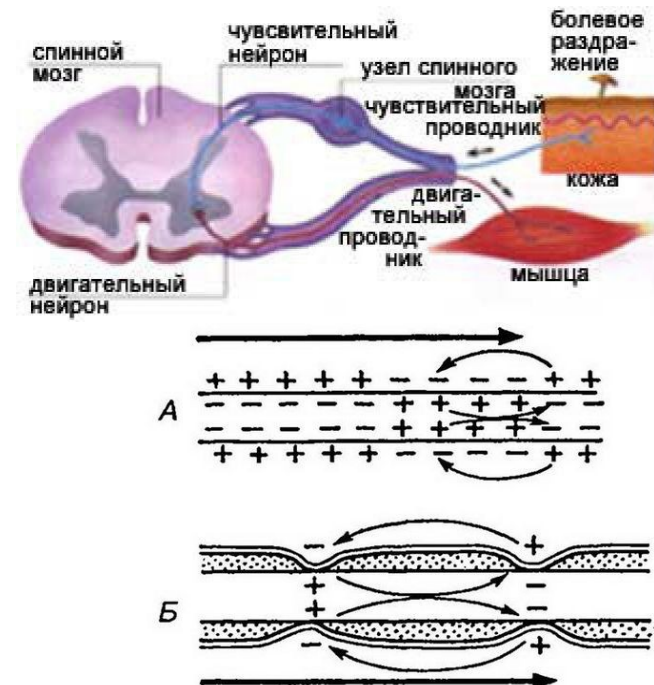 болевое
раздра-
жение
чувсвительный
нейрон
спинной
мозг
узел спинного
мозга
чувствительный
проводник
кожа
двига-
тельный
провод-
ник
мышца
двигательный
нейрон
+ + + + + + − − − − + +
А
− − − − − + + + + − −
− − − − − + + + + − −
+ + + + + + − − − − + +
− +
+ −
Б
+ −
− +